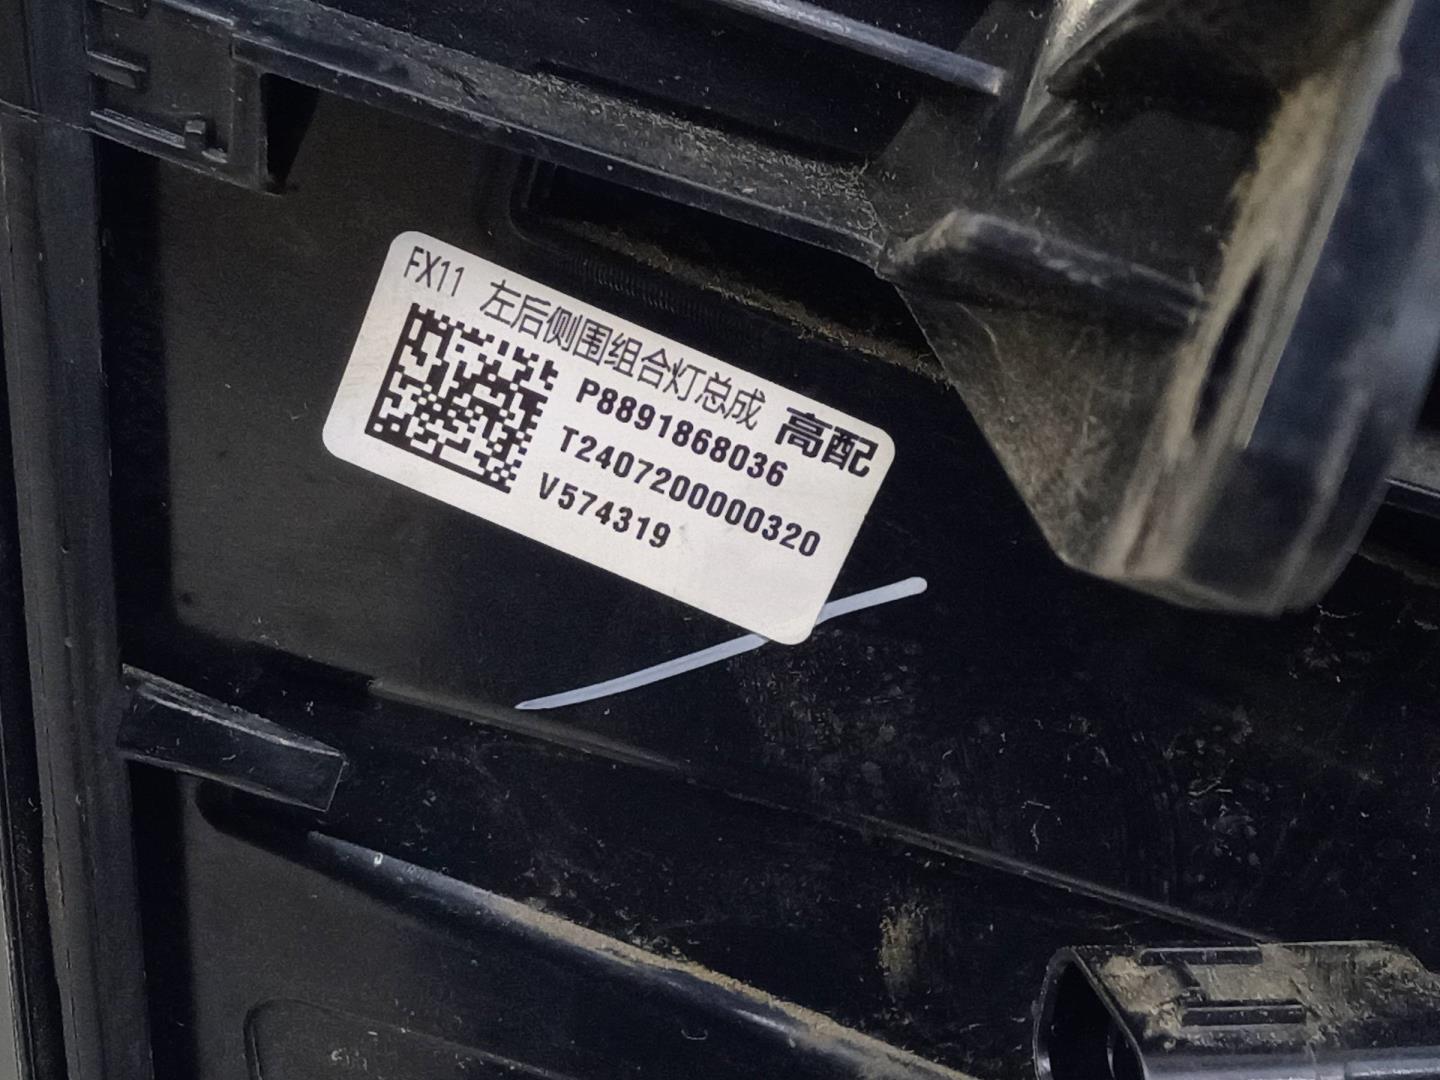 FX11 左后侧围组合灯总成 高配
P8891868036
T2407200000320
V574319